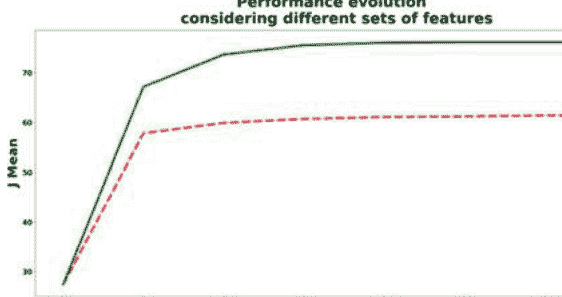 Performance evolution
considering different sets of features
70
60
50
40
30
J Mean